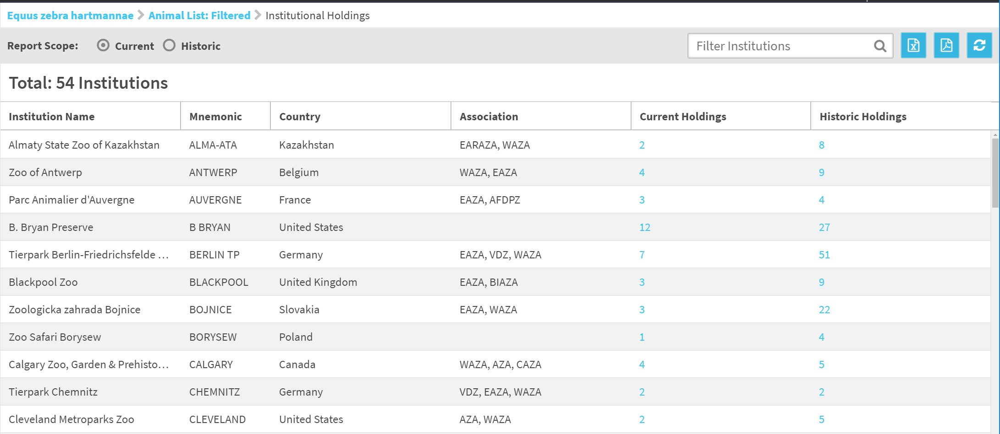 Equus zebra hartmannae Animal List: Filtered Institutional Holdings
Report Scope: Current Historic Filter Institutions
Total: 54 Institutions
Institution Name Mnemonic Country Association Current Holdings Historic Holdings
Almaty State Zoo of Kazakhstan ALMA-ATA Kazakhstan EARAZA, WAZA 2 8
Zoo of Antwerp ANTWERP Belgium WAZA, EAZA 4 9
Parc Animalier d'Auvergne AUVERGNE France EAZA, AFDPZ 3 4
B. Bryan Preserve B BRYAN United States 12 27
Tierpark Berlin-Friedrichsfelde ... BERLIN TP Germany EAZA, VDZ, WAZA 7 51
Blackpool Zoo BLACKPOOL United Kingdom EAZA, BIAZA 3 9
Zoologicka zahrada Bojnice BOJNICE Slovakia EAZA, WAZA 3 22
Zoo Safari Borysew BORYSEW Poland 1 4
Calgary Zoo, Garden & Prehisto... CALGARY Canada WAZA, AZA, CAZA 4 5
Tierpark Chemnitz CHEMNITZ Germany VDZ, EAZA, WAZA 2 2
Cleveland Metroparks Zoo CLEVELAND United States AZA, WAZA 2 5